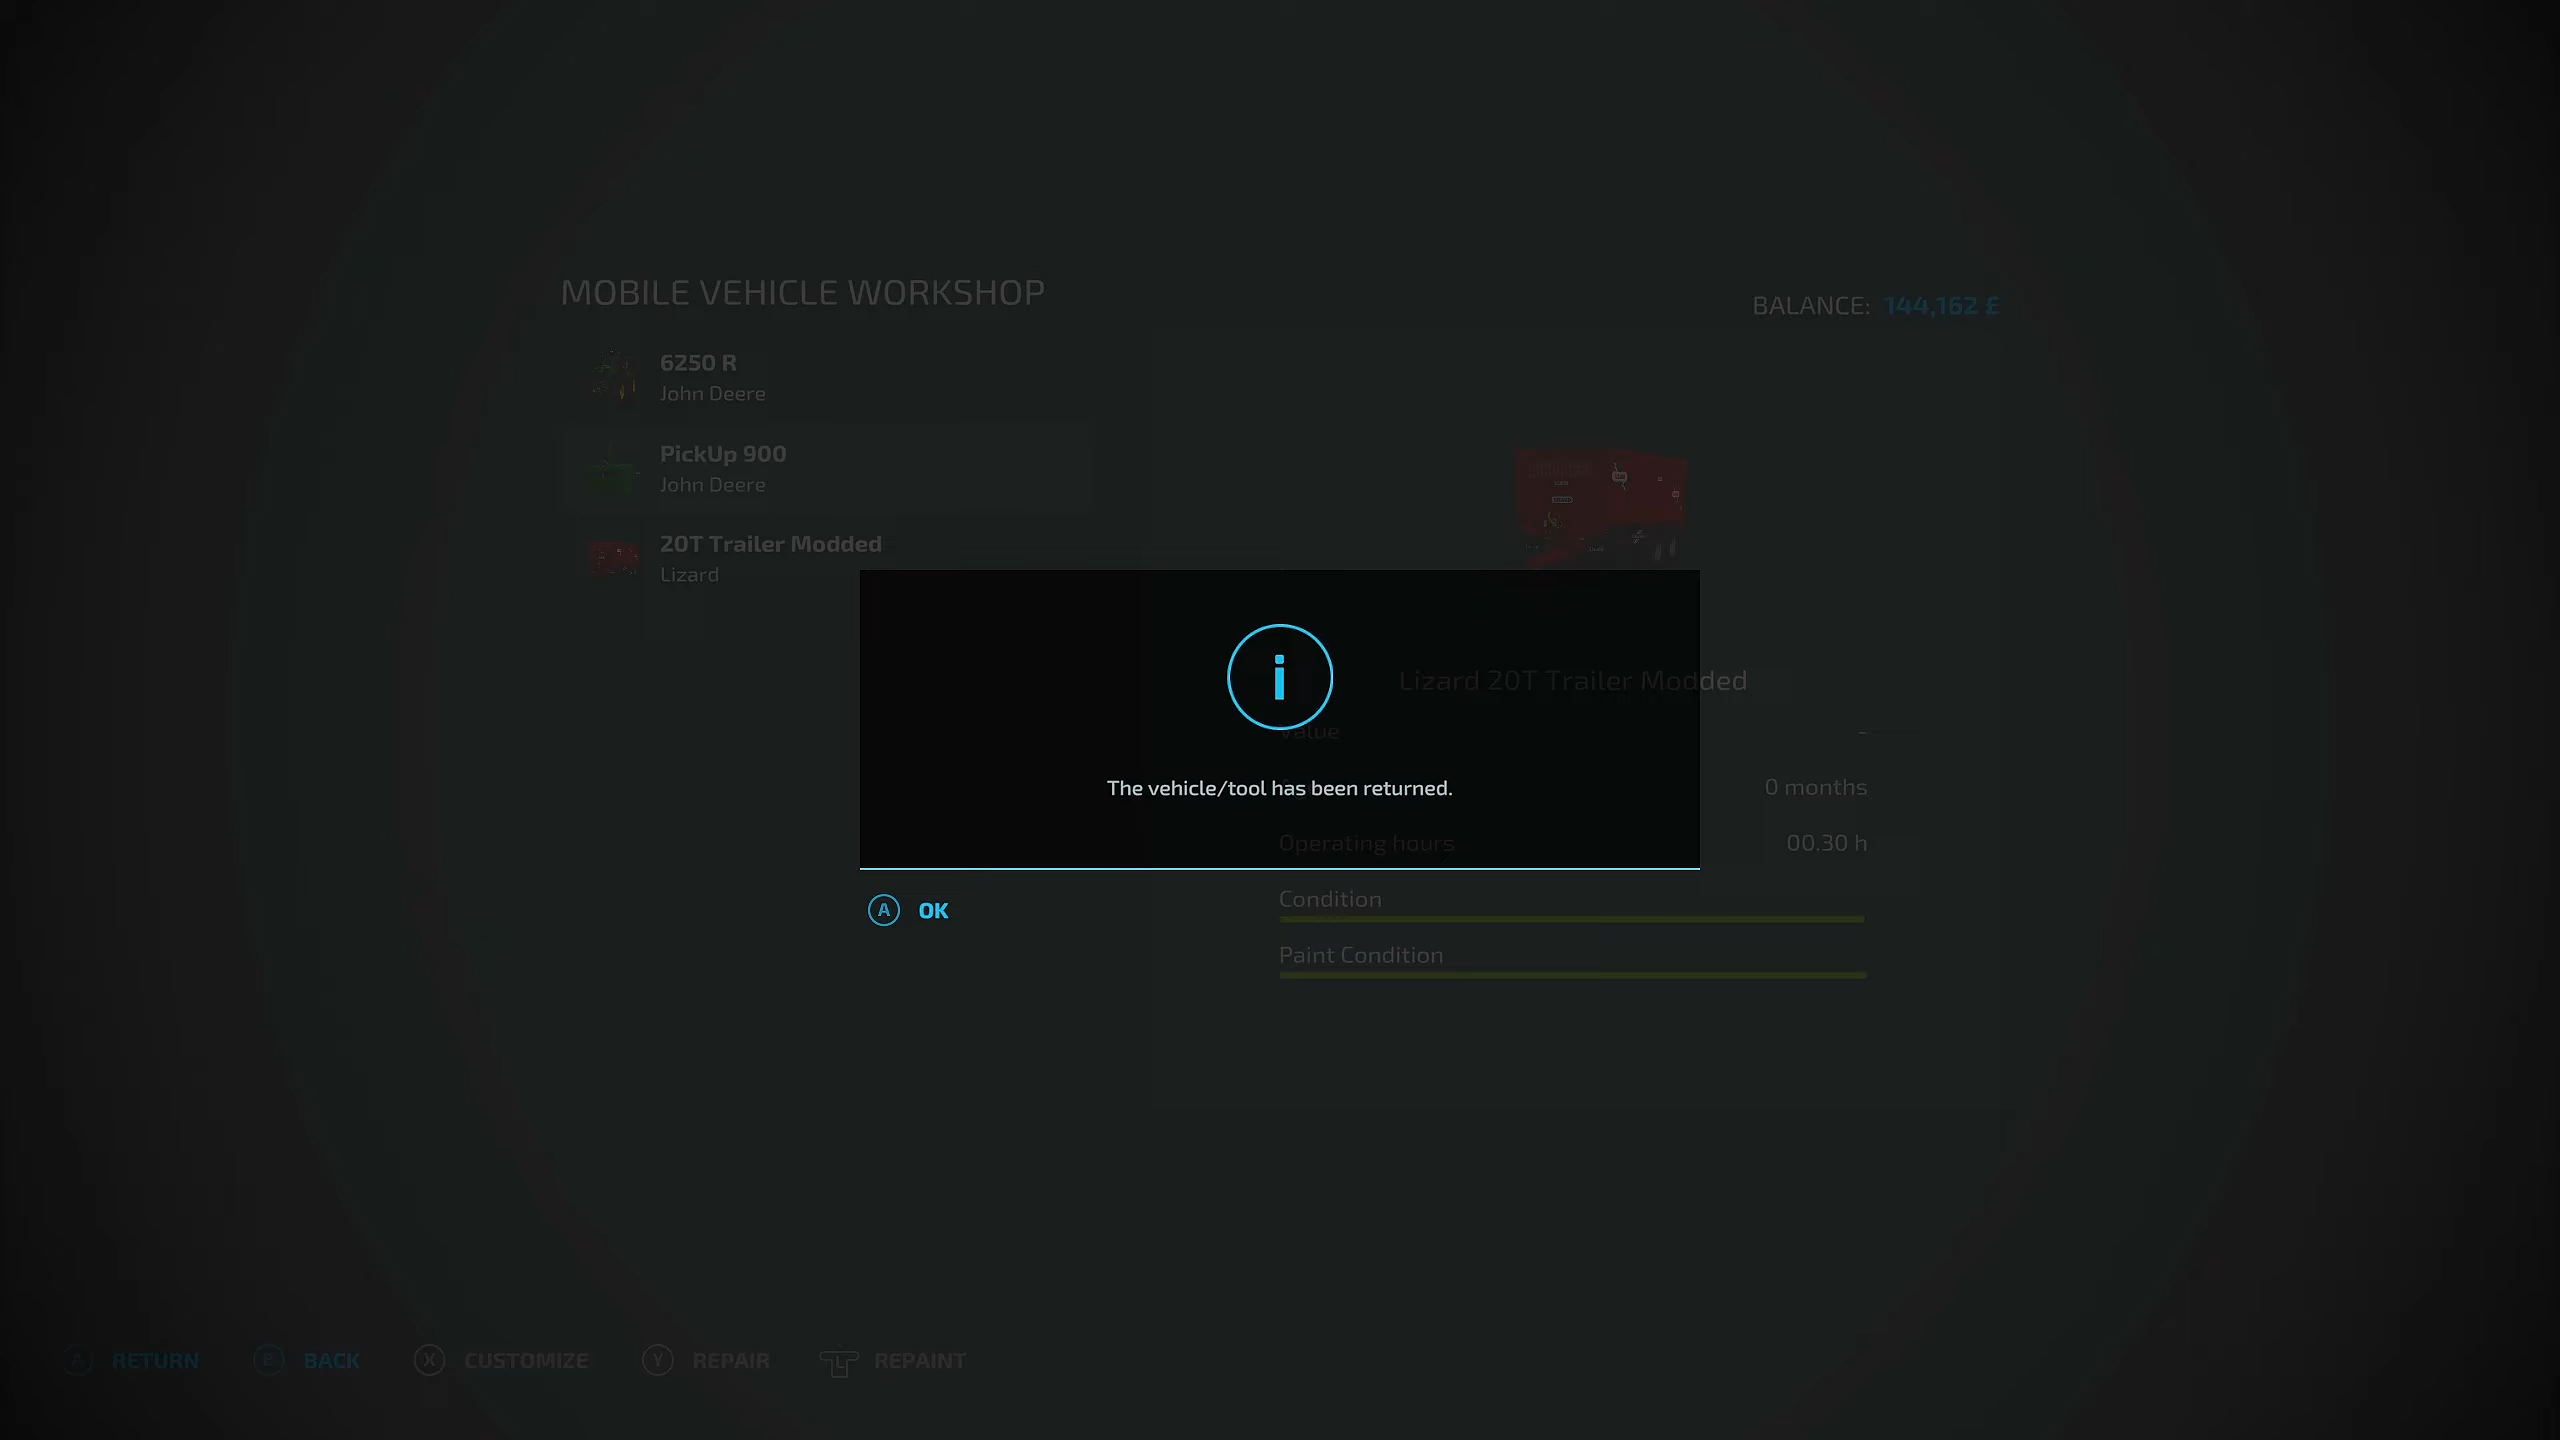 MOBILE VEHICLE WORKSHOP
BALANCE: 144,162 £
6250 R
John Deere
PickUp 900
John Deere
20T Trailer Modded
Lizard
i
Lizard 20T Trailer Modded
Value -
The vehicle/tool has been returned.
0 months
Operating hours 00.30 h
A OK
Condition
Paint Condition
A RETURN B BACK X CUSTOMIZE Y REPAIR LT REPAINT